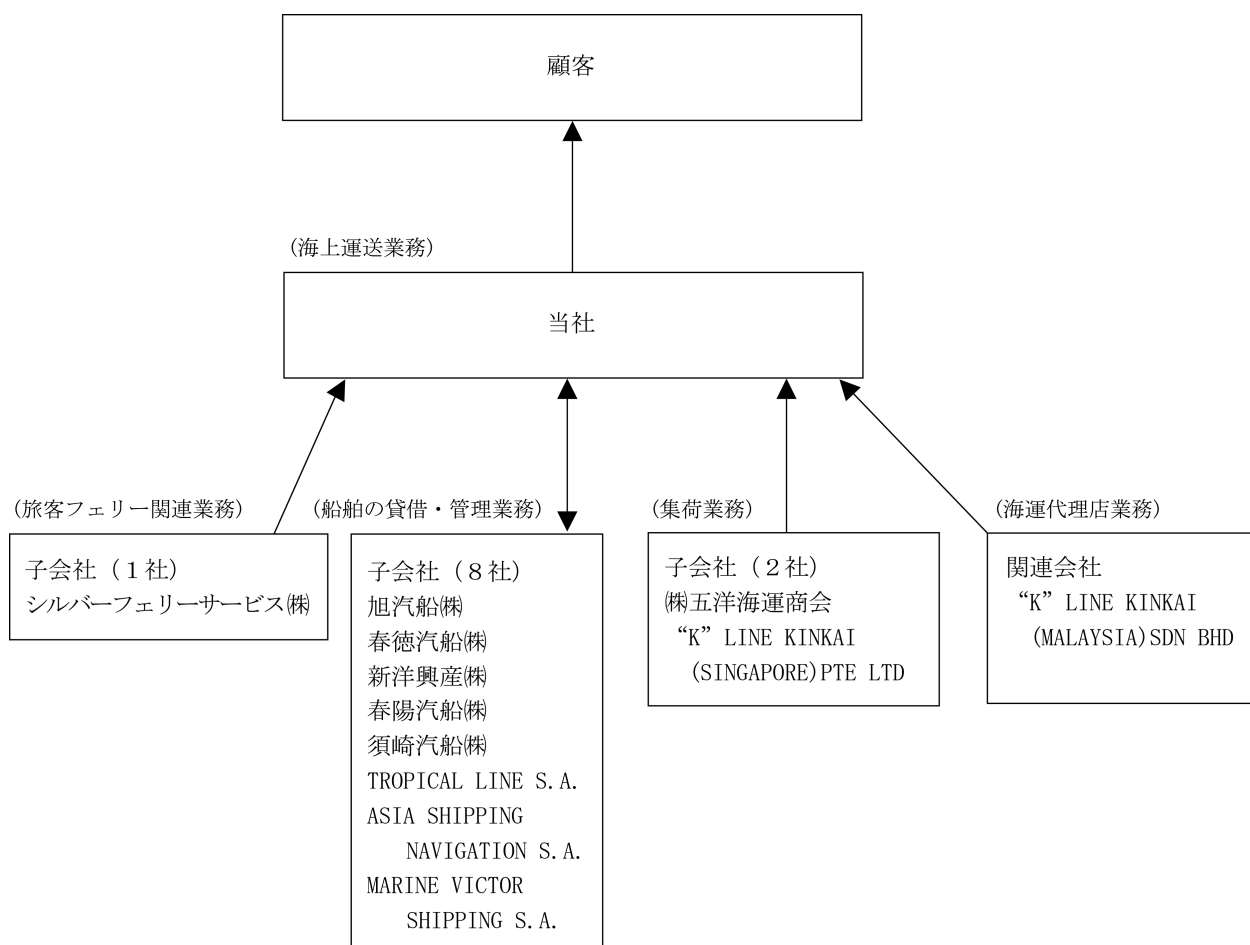 顧客
(海上運送業務)
当社
(旅客フェリー関連業務)
子会社（１社）
シルバーフェリーサービス㈱
(船舶の貸借・管理業務)
子会社（８社）
旭汽船㈱
春徳汽船㈱
新洋興産㈱
春陽汽船㈱
須崎汽船㈱
TROPICAL LINE S.A.
ASIA SHIPPING
NAVIGATION S.A.
MARINE VICTOR
SHIPPING S.A.
(集荷業務)
子会社（２社）
㈱五洋海運商会
“K” LINE KINKAI
(SINGAPORE)PTE LTD
(海運代理店業務)
関連会社
“K” LINE KINKAI
(MALAYSIA)SDN BHD